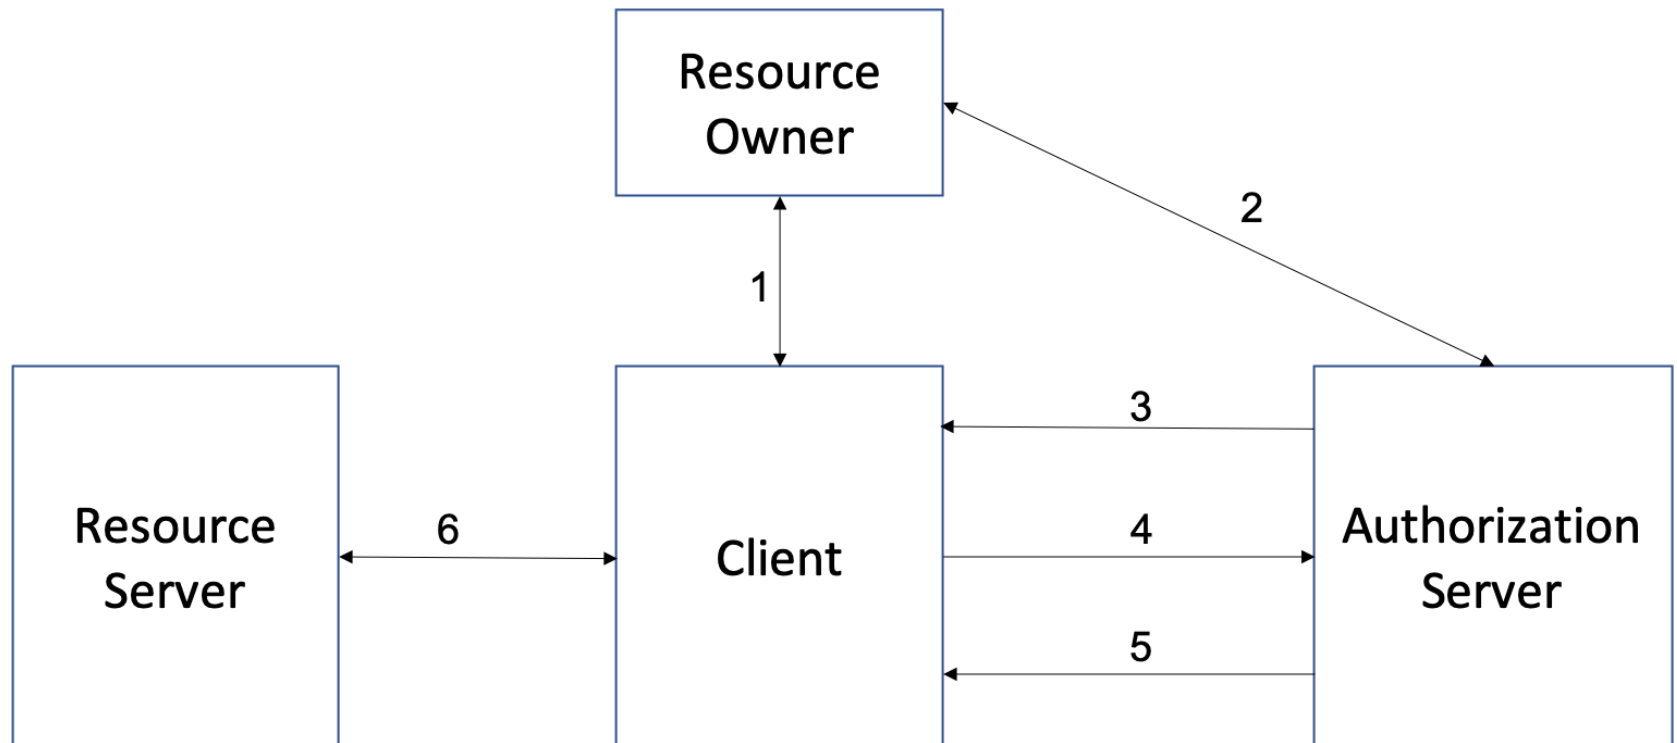 Resource
Owner
2
1
3
Resource
Server
6
Client
4
Authorization
Server
5